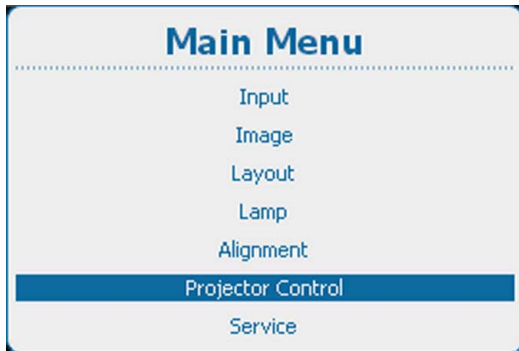 Main Menu
Input
Image
Layout
Lamp
Alignment
Projector Control
Service